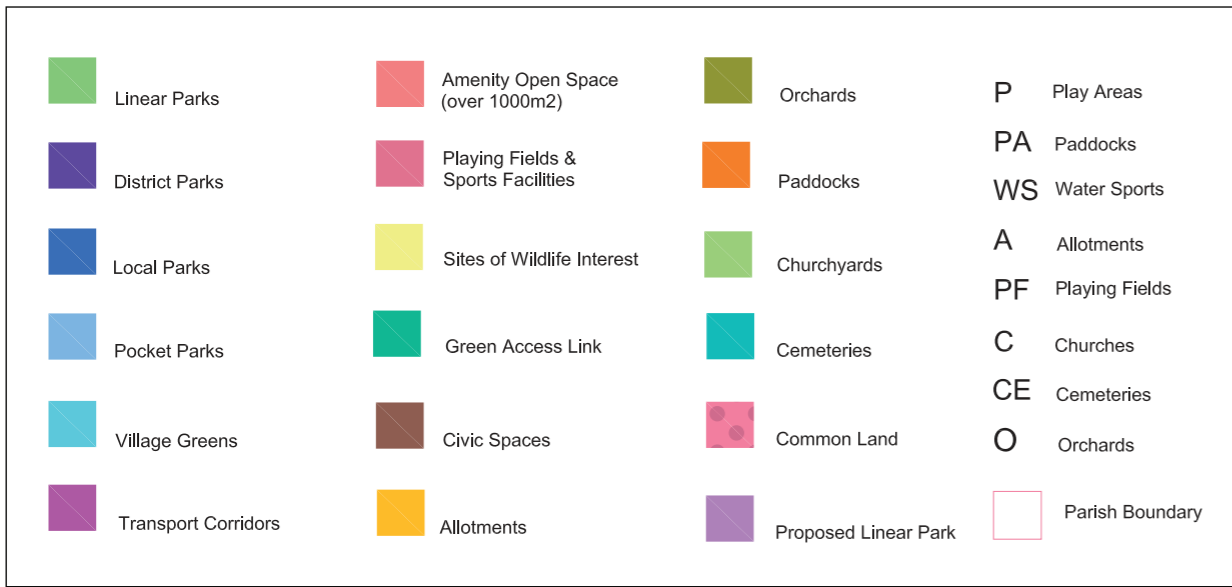 Linear Parks
District Parks
Local Parks
Pocket Parks
Village Greens
Transport Corridors
Amenity Open Space
(over 1000m2)
Playing Fields &
Sports Facilities
Sites of Wildlife Interest
Green Access Link
Civic Spaces
Allotments
Orchards
Paddocks
Churchyards
Cemeteries
Common Land
Proposed Linear Park
P Play Areas
PA Paddocks
WS Water Sports
A Allotments
PF Playing Fields
C Churches
CE Cemeteries
O Orchards
Parish Boundary